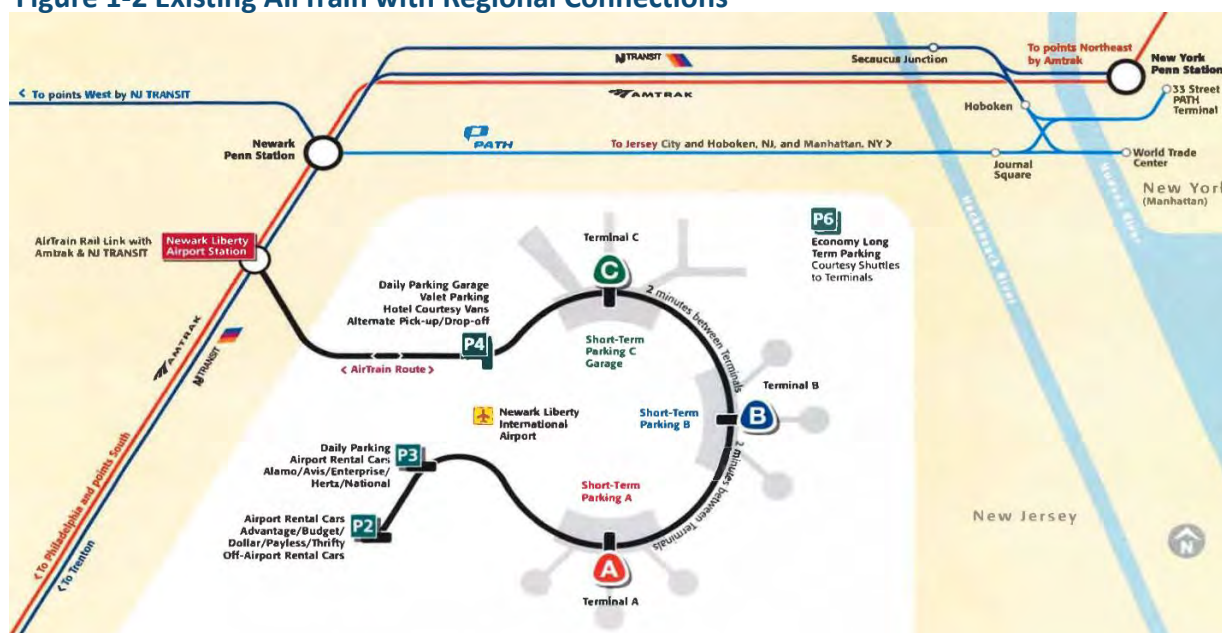 Figure 1-2 Existing AirTrain with Regional Connections
NJ TRANSIT
Secaucus Junction
To points Northeast
by Amtrak
New York
Penn Station
< To points West by NJ TRANSIT
AMTRAK
Hoboken
33 Street
PATH
Terminal
Newark
Penn Station
PATH
To Jersey City and Hoboken, NJ, and Manhattan, NY >
Journal
Square
World Trade
Center
New York
(Manhattan)
Hackensack River
Hudson River
AirTrain Rail Link with
Amtrak & NJ TRANSIT
Newark Liberty
Airport Station
P6
Economy Long
Term Parking
Courtesy Shuttles
to Terminals
Terminal C
C
Daily Parking Garage
Valet Parking
Hotel Courtesy Vans
Alternate Pick-up/Drop-off
P4
Short-Term
Parking C
Garage
2 minutes between Terminals
AMTRAK
NJ TRANSIT
< AirTrain Route >
Terminal B
B
Short-Term
Parking B
Newark Liberty
International
Airport
2 minutes between Terminals
Daily Parking
Airport Rental Cars
Alamo/Avis/Enterprise/
Hertz/National
P3
Short-Term
Parking A
Airport Rental Cars
Advantage/Budget/
Dollar/Payless/Thrifty
Off-Airport Rental Cars
P2
A
Terminal A
New Jersey
N
< To Philadelphia and points South
< To Trenton